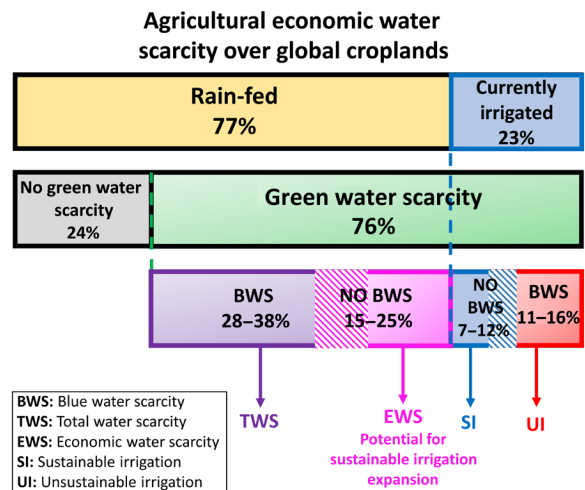 Agricultural economic water
scarcity over global croplands
Rain-fed
77%
Currently
irrigated
23%
No green water
scarcity
24%
Green water scarcity
76%
BWS
28–38%
NO BWS
15–25%
NO
BWS
7–12%
BWS
11–16%
TWS
EWS
Potential for
sustainable irrigation
expansion
SI
UI
BWS: Blue water scarcity
TWS: Total water scarcity
EWS: Economic water scarcity
SI: Sustainable irrigation
UI: Unsustainable irrigation